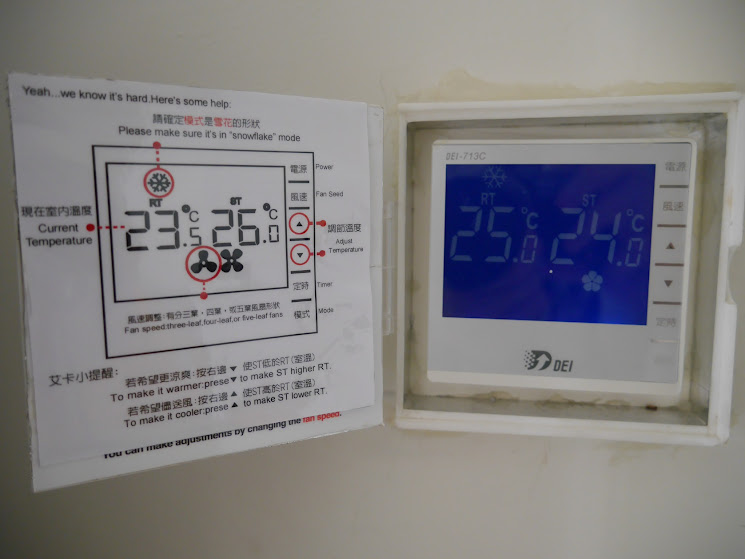 Yeah...we know it's hard.Here's some help:
請確定模式是雪花的形狀
Please make sure it's in "snowflake" mode
現在室內溫度
Current
Temperature
RT
23.5 °C
ST
26.0 °C
電源 Power
風速 Fan Seed
▲
調節溫度
Adjust
Temperature
▼
定時 Timer
模式 Mode
風速調整:有分三葉,四葉,或五葉風扇形狀
Fan speed:three-leaf,four-leaf,or five-leaf fans
艾卡小提醒:
若希望更涼爽:按右邊 ▼ 使ST低於RT(室溫)
To make it warmer:press ▼ to make ST higher RT.
若希望僅送風:按右邊 ▲ 使ST高於RT(室溫)
To make it cooler:press ▲ to make ST lower RT.
You can make adjustments by changing the fan speed.
DEI-713C
RT
25.0 °C
ST
24.0 °C
電源
風速
▲
▼
定時
DEI